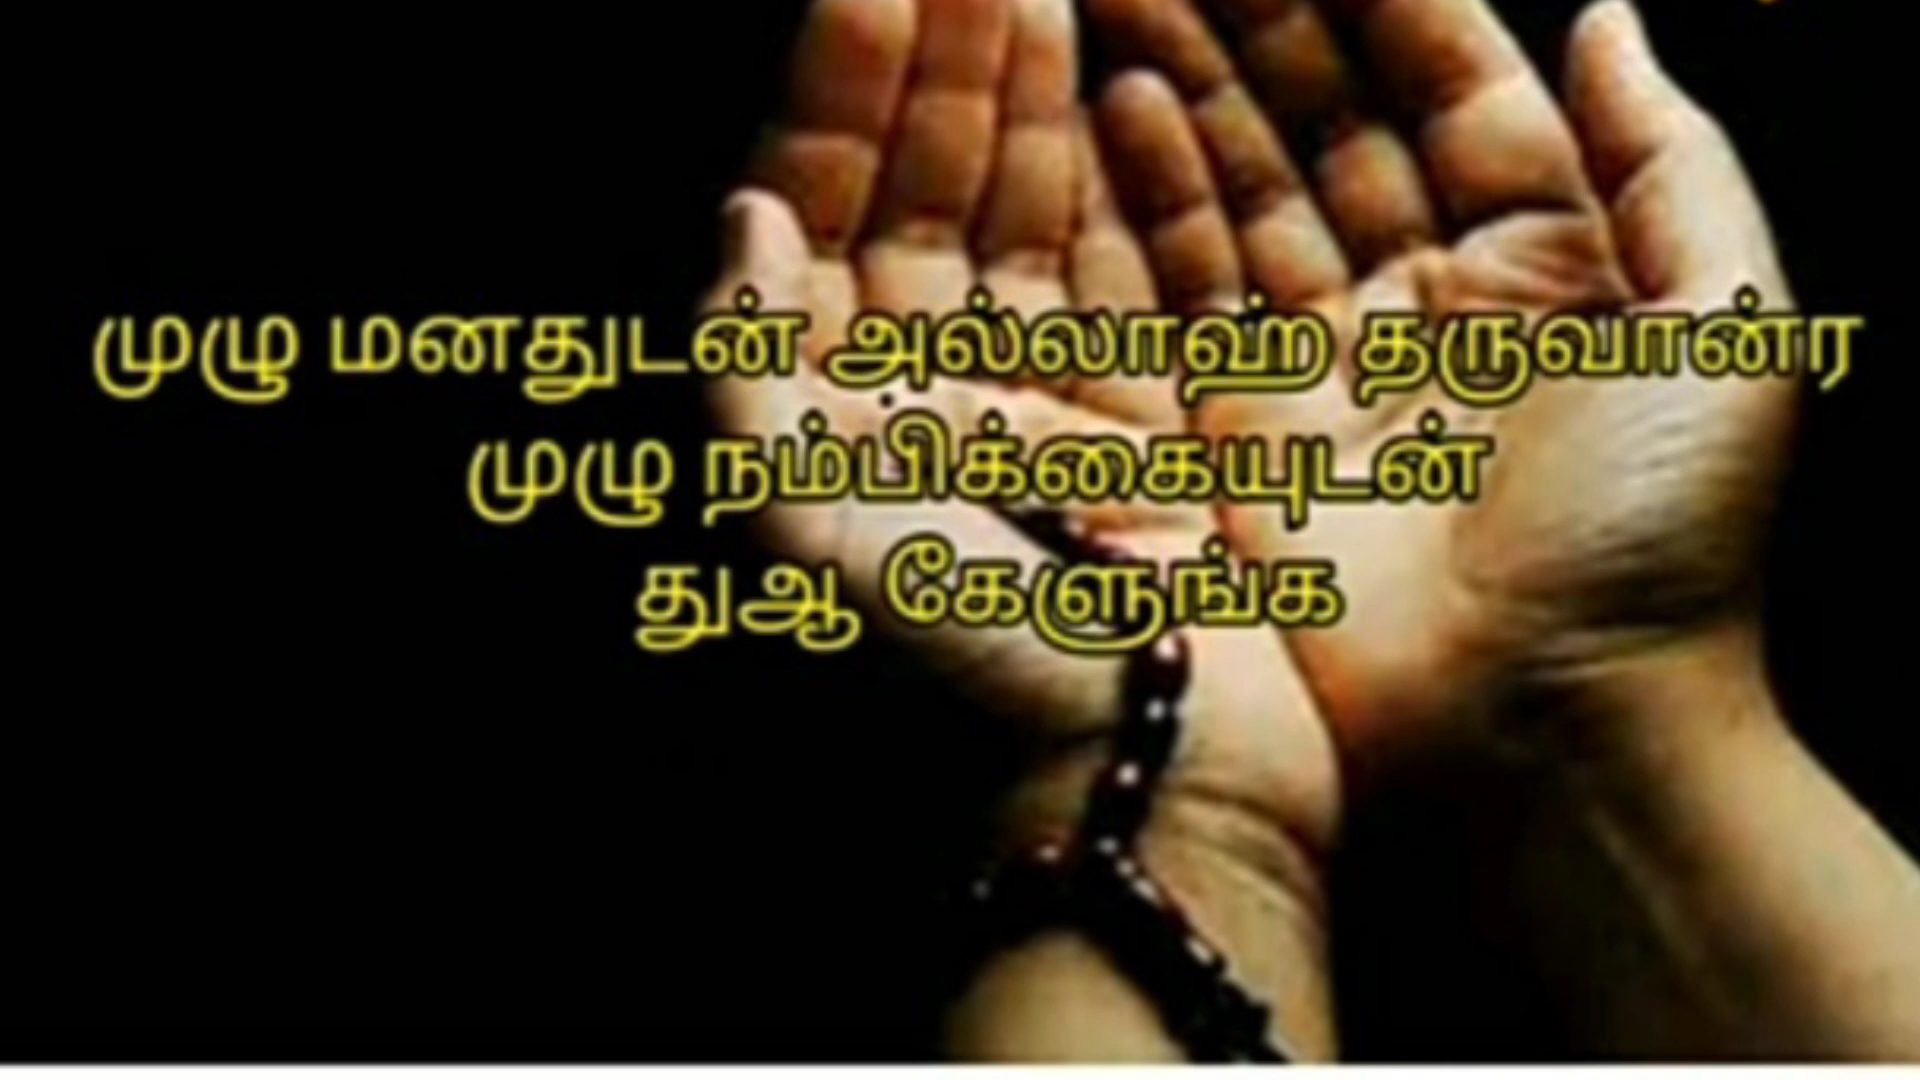 முழு மனதுடன் அல்லாஹ் தருவான்ர
முழு நம்பிக்கையுடன்
துஆ கேளுங்க